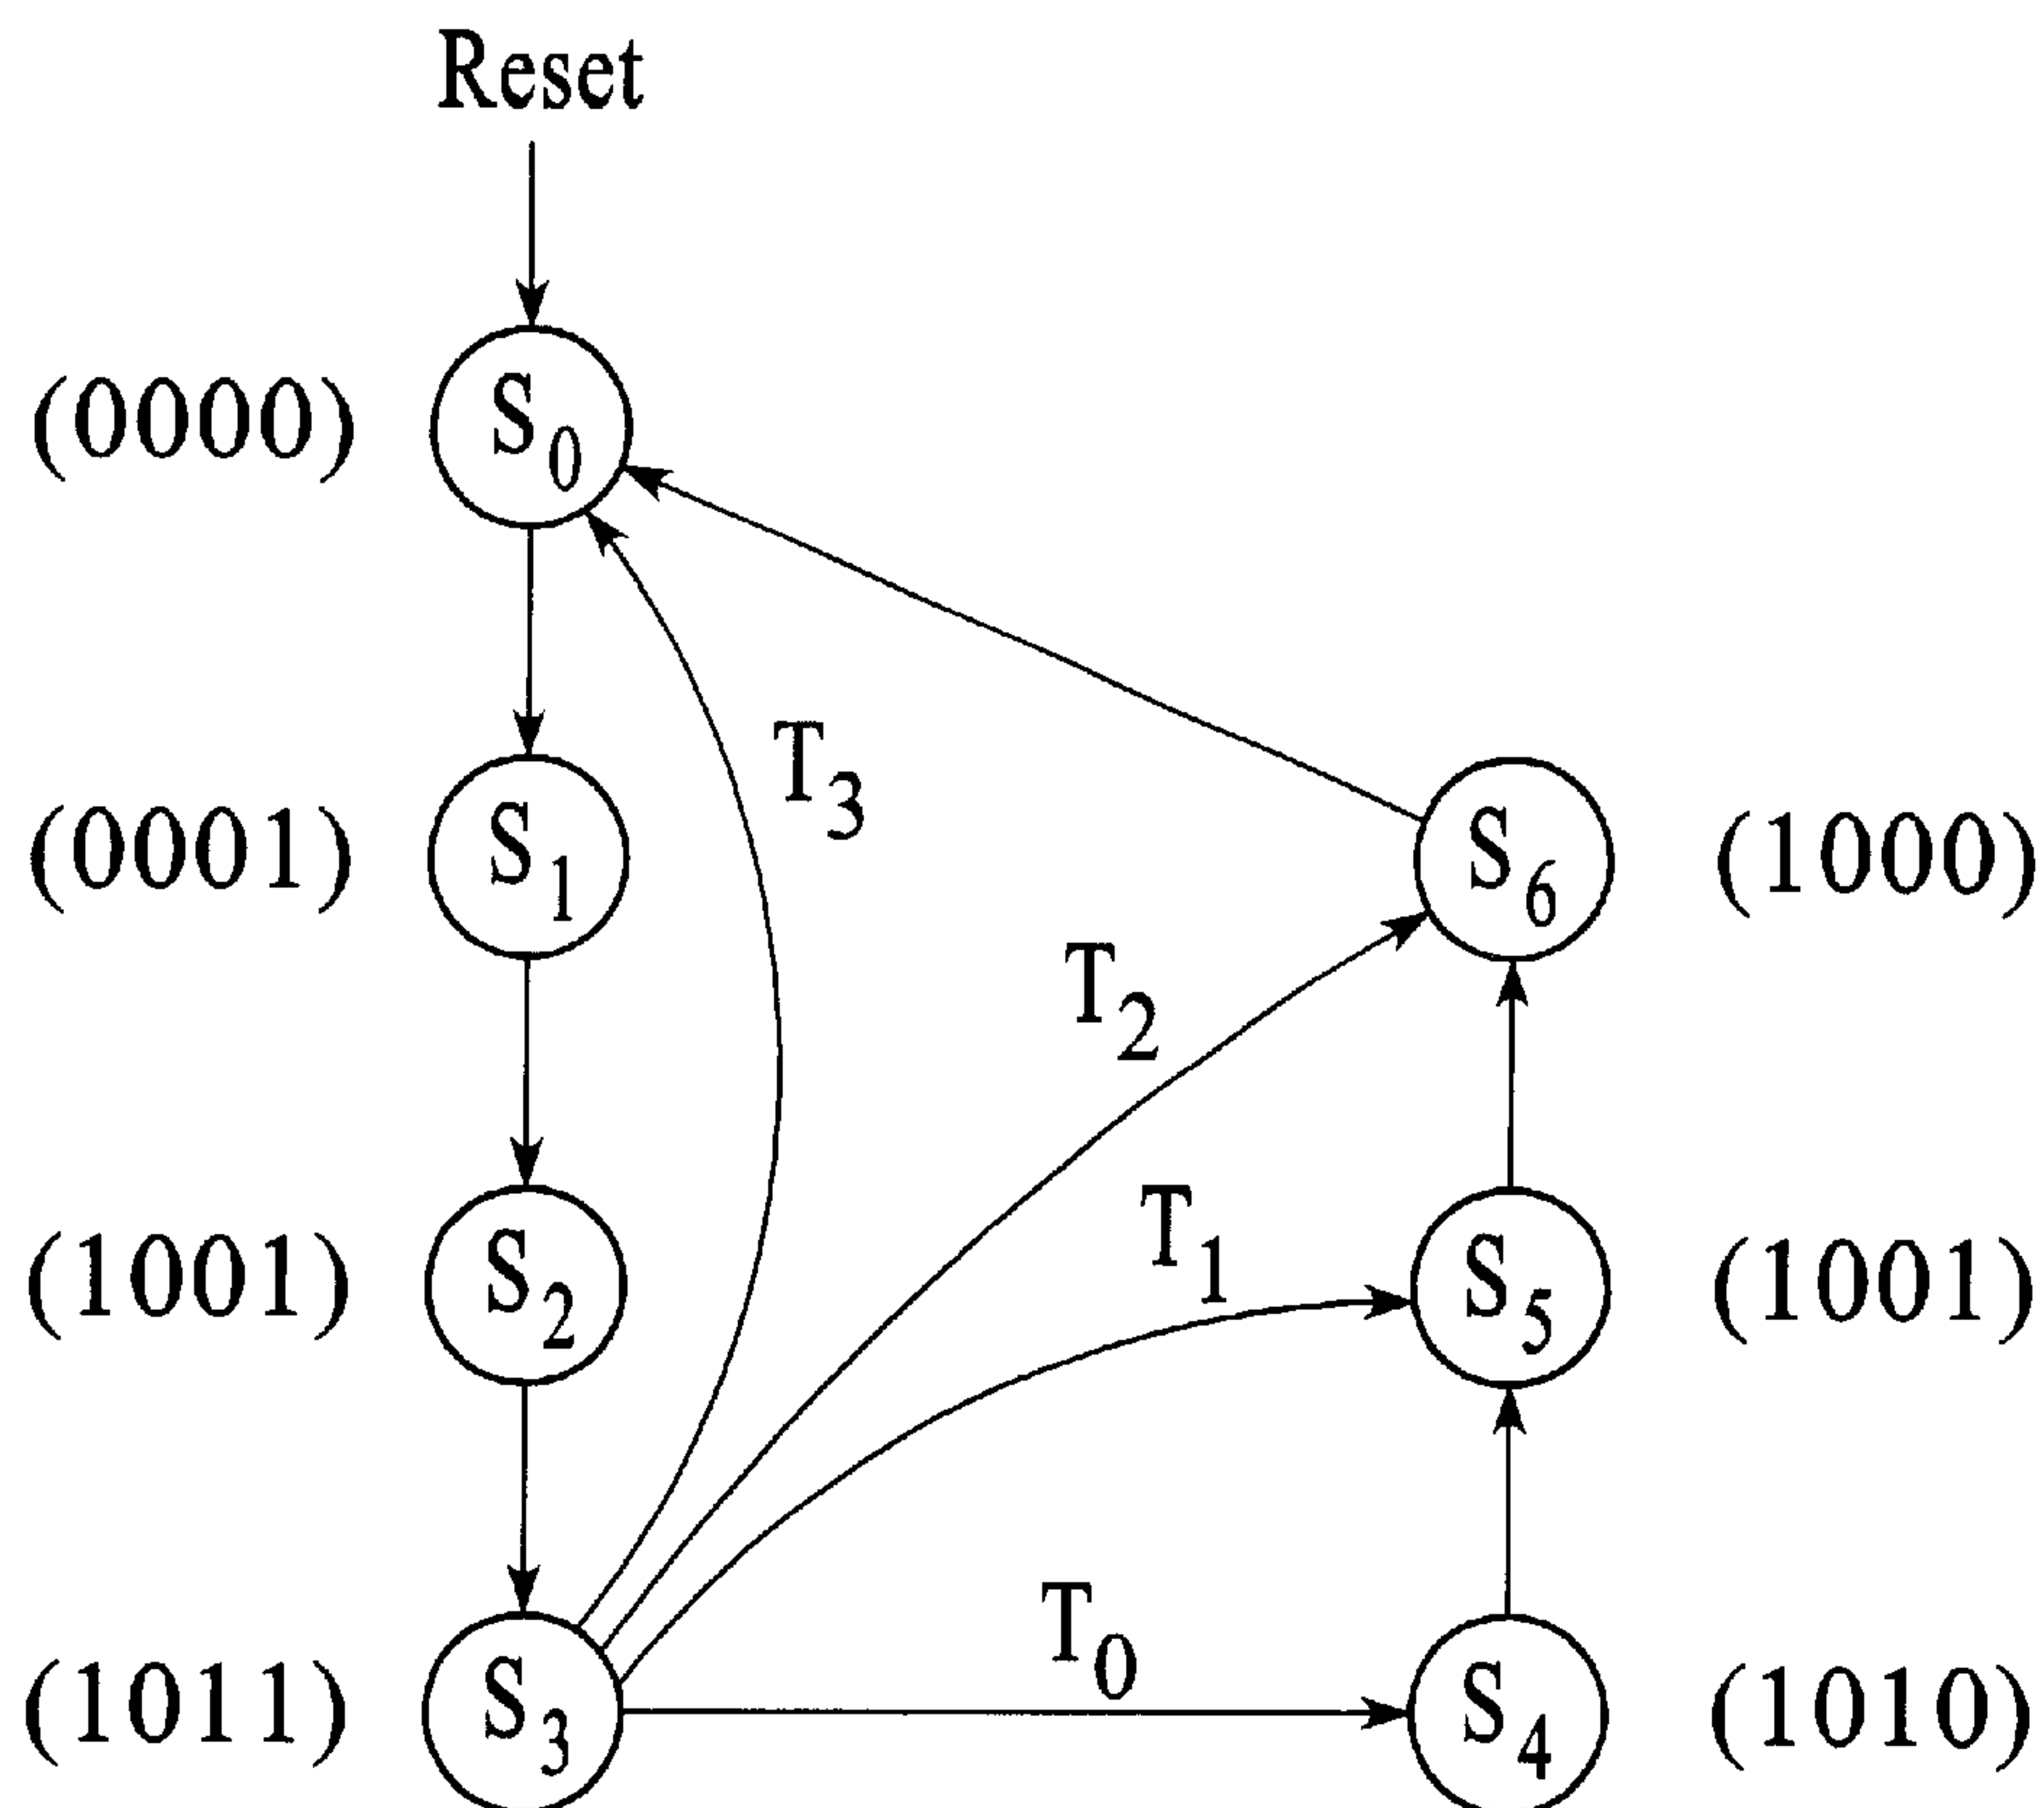 Reset
(0000) S0
T3
(0001) S1 S6 (1000)
T2
T1
(1001) S2 S5 (1001)
T0
(1011) S3 S4 (1010)